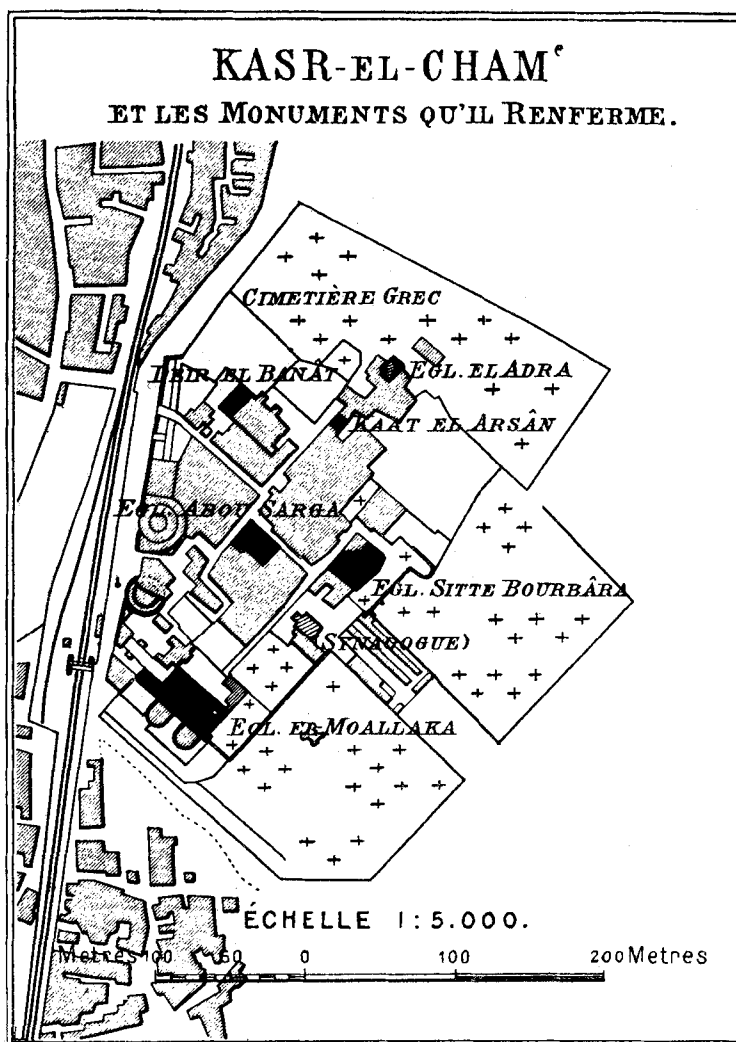 KASR-EL-CHAMᶜ
ET LES MONUMENTS QU'IL RENFERME.
CIMETIÈRE GREC
DEIR EL BANÂT
EGL. EL ADRA
KAAT EL ARSÂN
EGL. ABOU SARGA
EGL. SITTE BOURBÂRA
(SYNAGOGUE)
EGL. EL MOALLAKA
ÉCHELLE 1:5.000.
Metres 100 50 0 100 200 Metres